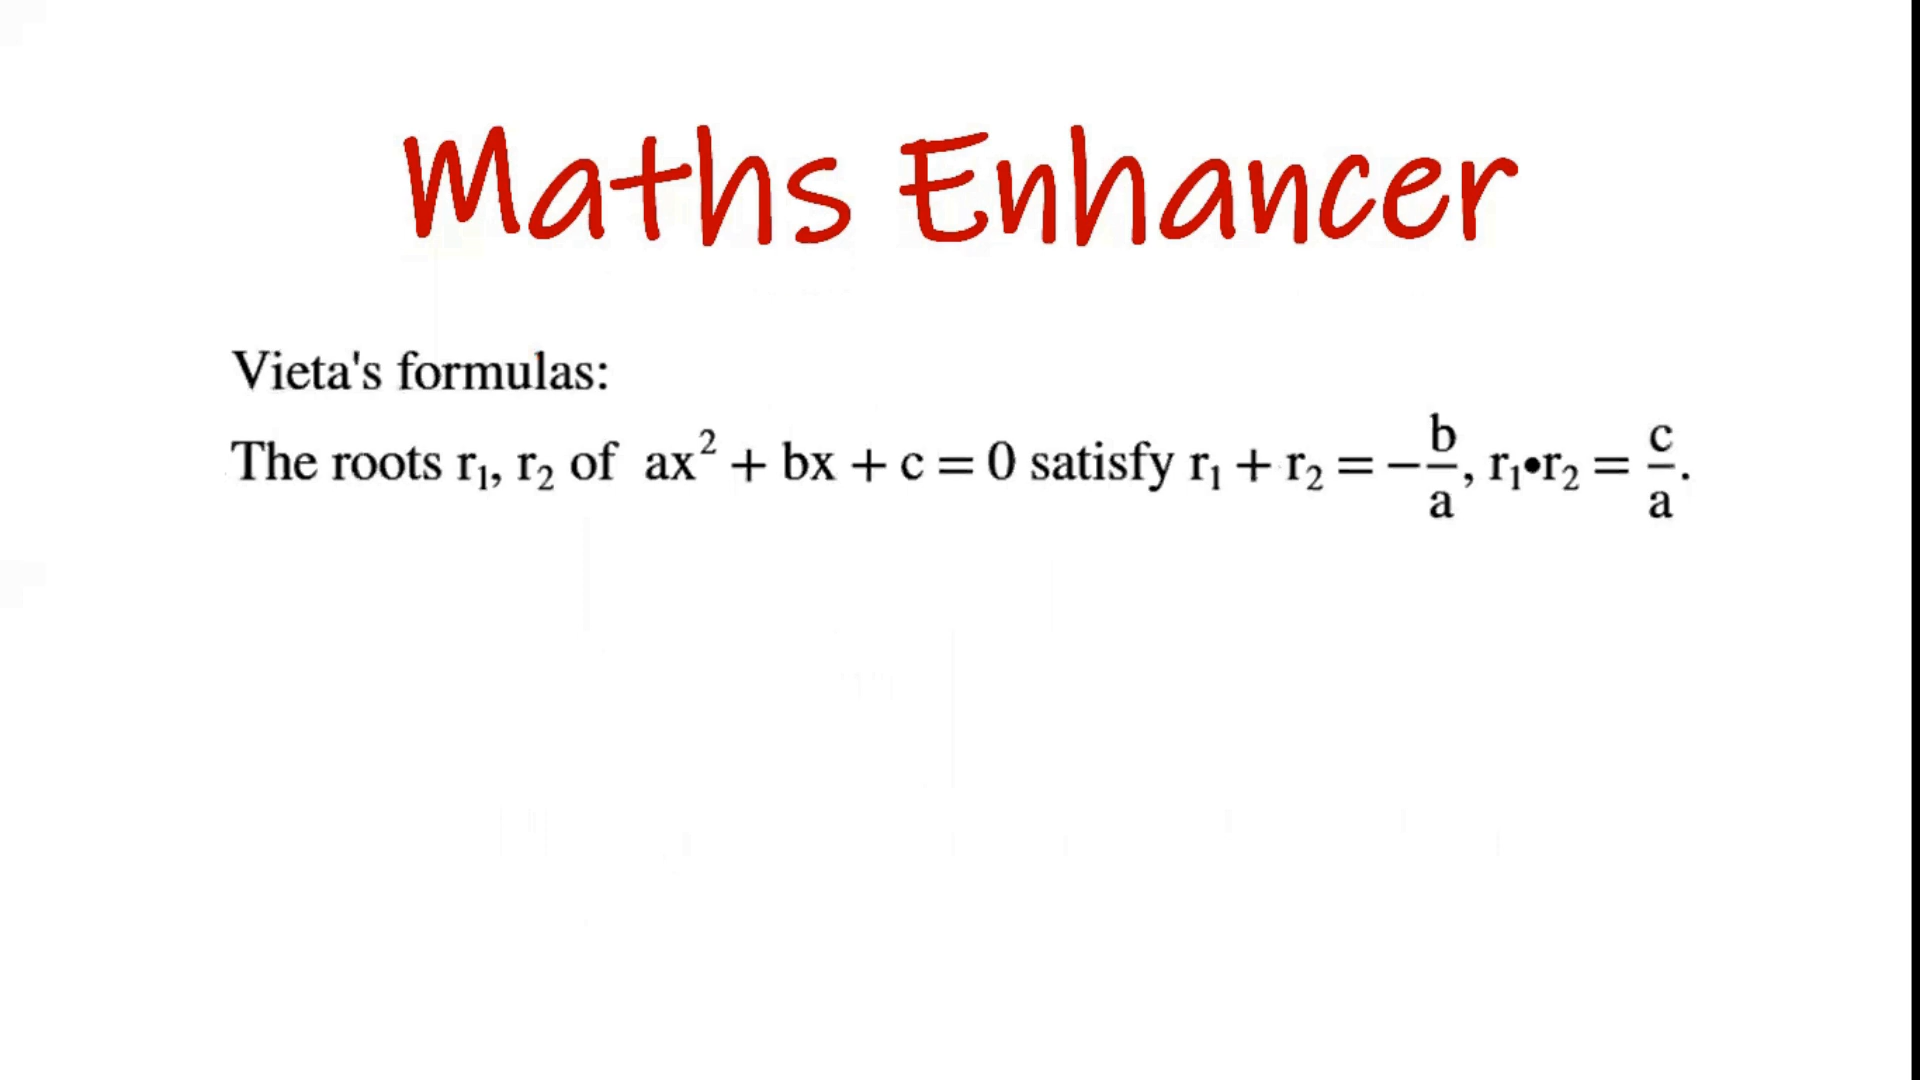 Maths Enhancer
Vieta's formulas:
The roots r₁, r₂ of ax² + bx + c = 0 satisfy r₁ + r₂ = −b/a, r₁•r₂ = c/a.